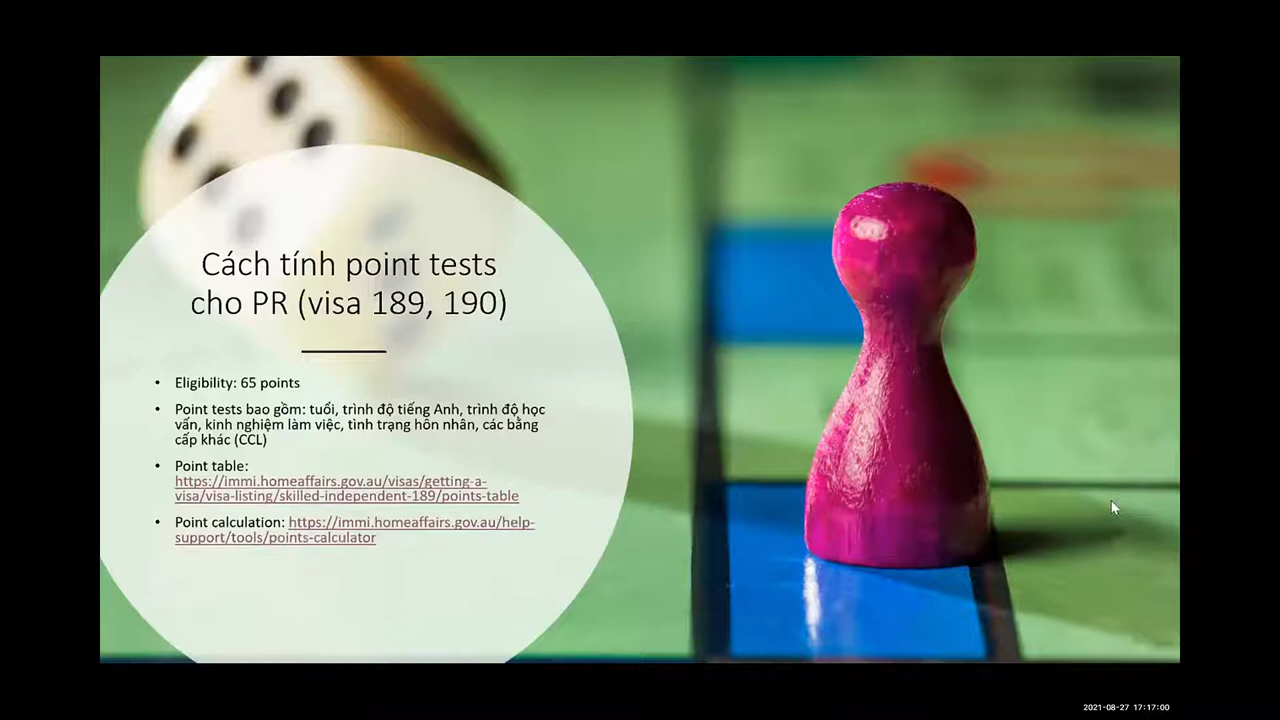 Cách tính point tests
cho PR (visa 189, 190)
• Eligibility: 65 points
• Point tests bao gồm: tuổi, trình độ tiếng Anh, trình độ học
vấn, kinh nghiệm làm việc, tình trạng hôn nhân, các bằng
cấp khác (CCL)
• Point table:
https://immi.homeaffairs.gov.au/visas/getting-a-
visa/visa-listing/skilled-independent-189/points-table
• Point calculation: https://immi.homeaffairs.gov.au/help-
support/tools/points-calculator
2021-08-27 17:17:00